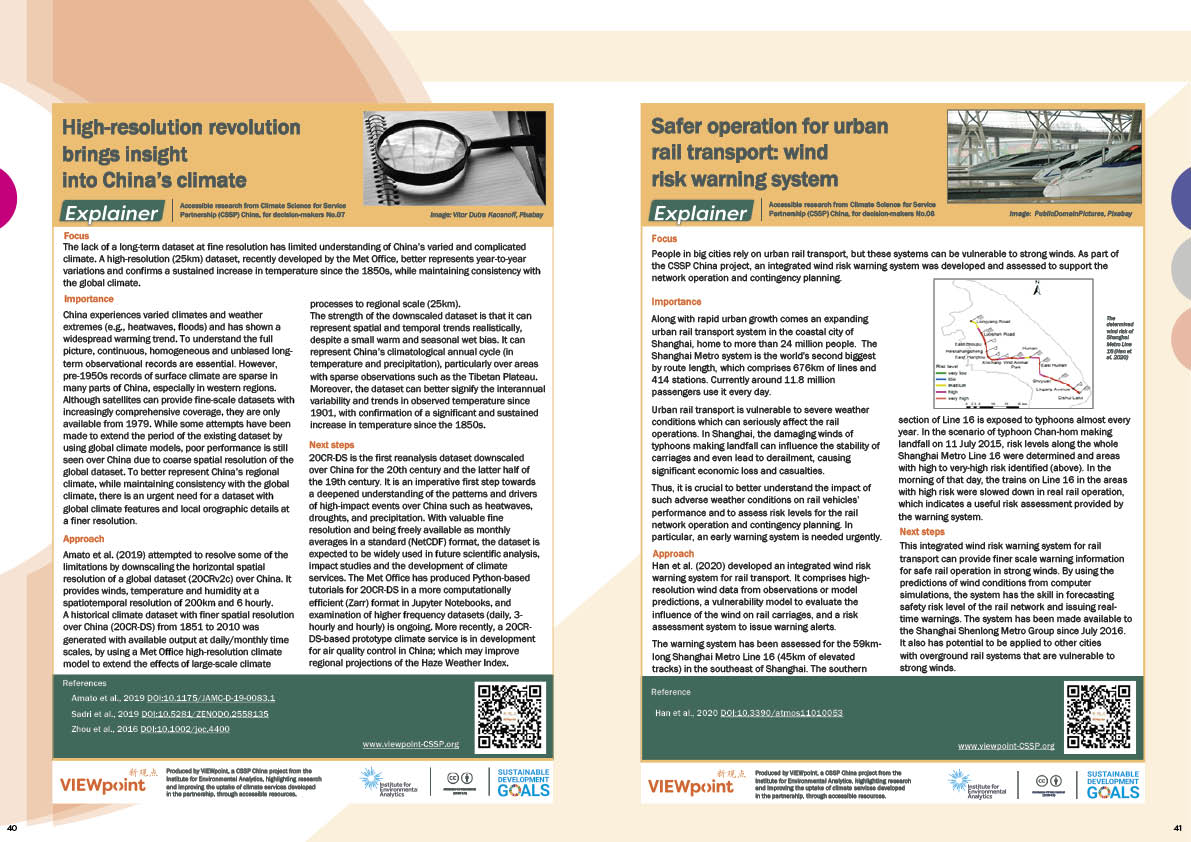 High-resolution revolution
brings insight
into China's climate
Explainer
Accessible research from Climate Science for Service
Partnership (CSSP) China, for decision-makers No.07
Image: Vitor Dutra Kaosnoff, Pixabay
Focus
The lack of a long-term dataset at fine resolution has limited understanding of China's varied and complicated
climate. A high-resolution (25km) dataset, recently developed by the Met Office, better represents year-to-year
variations and confirms a sustained increase in temperature since the 1850s, while maintaining consistency with
the global climate.
Importance
China experiences varied climates and weather
extremes (e.g., heatwaves, floods) and has shown a
widespread warming trend. To understand the full
picture, continuous, homogeneous and unbiased long-
term observational records are essential. However,
pre-1950s records of surface climate are sparse in
many parts of China, especially in western regions.
Although satellites can provide fine-scale datasets with
increasingly comprehensive coverage, they are only
available from 1979. While some attempts have been
made to extend the period of the existing dataset by
using global climate models, poor performance is still
seen over China due to coarse spatial resolution of the
global dataset. To better represent China's regional
climate, while maintaining consistency with the global
climate, there is an urgent need for a dataset with
global climate features and local orographic details at
a finer resolution.
Approach
Amato et al. (2019) attempted to resolve some of the
limitations by downscaling the horizontal spatial
resolution of a global dataset (20CRv2c) over China. It
provides winds, temperature and humidity at a
spatiotemporal resolution of 200km and 6 hourly.
A historical climate dataset with finer spatial resolution
over China (20CR-DS) from 1851 to 2010 was
generated with available output at daily/monthly time
scales, by using a Met Office high-resolution climate
model to extend the effects of large-scale climate
processes to regional scale (25km).
The strength of the downscaled dataset is that it can
represent spatial and temporal trends realistically,
despite a small warm and seasonal wet bias. It can
represent China's climatological annual cycle (in
temperature and precipitation), particularly over areas
with sparse observations such as the Tibetan Plateau.
Moreover, the dataset can better signify the interannual
variability and trends in observed temperature since
1901, with confirmation of a significant and sustained
increase in temperature since the 1850s.
Next steps
20CR-DS is the first reanalysis dataset downscaled
over China for the 20th century and the latter half of
the 19th century. It is an imperative first step towards
a deepened understanding of the patterns and drivers
of high-impact events over China such as heatwaves,
droughts, and precipitation. With valuable fine
resolution and being freely available as monthly
averages in a standard (NetCDF) format, the dataset is
expected to be widely used in future scientific analysis,
impact studies and the development of climate
services. The Met Office has produced Python-based
tutorials for 20CR-DS in a more computationally
efficient (Zarr) format in Jupyter Notebooks, and
examination of higher frequency datasets (daily, 3-
hourly and hourly) is ongoing. More recently, a 20CR-
DS-based prototype climate service is in development
for air quality control in China; which may improve
regional projections of the Haze Weather Index.
References
Amato et al., 2019 DOI:10.1175/JAMC-D-19-0083.1
Sadri et al., 2019 DOI:10.5281/ZENODO.2558135
Zhou et al., 2016 DOI:10.1002/joc.4400
www.viewpoint-CSSP.org
新观点
VIEWpoint
Produced by VIEWpoint, a CSSP China project from the
Institute for Environmental Analytics, highlighting research
and improving the uptake of climate services developed
in the partnership, through accessible resources.
Institute for
Environmental
Analytics
SUSTAINABLE
DEVELOPMENT
GOALS
40
Safer operation for urban
rail transport: wind
risk warning system
Explainer
Accessible research from Climate Science for Service
Partnership (CSSP) China, for decision-makers No.08
Image: PublicDomainPictures, Pixabay
Focus
People in big cities rely on urban rail transport, but these systems can be vulnerable to strong winds. As part of
the CSSP China project, an integrated wind risk warning system was developed and assessed to support the
network operation and contingency planning.
Importance
Along with rapid urban growth comes an expanding
urban rail transport system in the coastal city of
Shanghai, home to more than 24 million people. The
Shanghai Metro system is the world's second biggest
by route length, which comprises 676km of lines and
414 stations. Currently around 11.8 million
passengers use it every day.
Urban rail transport is vulnerable to severe weather
conditions which can seriously affect the rail
operations. In Shanghai, the damaging winds of
typhoons making landfall can influence the stability of
carriages and even lead to derailment, causing
significant economic loss and casualties.
Thus, it is crucial to better understand the impact of
such adverse weather conditions on rail vehicles'
performance and to assess risk levels for the rail
network operation and contingency planning. In
particular, an early warning system is needed urgently.
Approach
Han et al. (2020) developed an integrated wind risk
warning system for rail transport. It comprises high-
resolution wind data from observations or model
predictions, a vulnerability model to evaluate the
influence of the wind on rail carriages, and a risk
assessment system to issue warning alerts.
The warning system has been assessed for the 59km-
long Shanghai Metro Line 16 (45km of elevated
tracks) in the southeast of Shanghai. The southern
N
Longyang Road
Luoshan Road
East Zhoupu
Heshahangcheng
East Hangtou
Xinchang
Wild Animal
Park
Huinan
East Huinan
Shuyuan
Lingang Avenue
Dishui Lake
Risk level
very low
low
medium
high
very high
The
determined
wind risk of
Shanghai
Metro Line
16 (Han et
al. 2020)
section of Line 16 is exposed to typhoons almost every
year. In the scenario of typhoon Chan-hom making
landfall on 11 July 2015, risk levels along the whole
Shanghai Metro Line 16 were determined and areas
with high to very-high risk identified (above). In the
morning of that day, the trains on Line 16 in the areas
with high risk were slowed down in real rail operation,
which indicates a useful risk assessment provided by
the warning system.
Next steps
This integrated wind risk warning system for rail
transport can provide finer scale warning information
for safe rail operation in strong winds. By using the
predictions of wind conditions from computer
simulations, the system has the skill in forecasting
safety risk level of the rail network and issuing real-
time warnings. The system has been made available to
the Shanghai Shenlong Metro Group since July 2016.
It also has potential to be applied to other cities
with overground rail systems that are vulnerable to
strong winds.
Reference
Han et al., 2020 DOI:10.3390/atmos11010053
www.viewpoint-CSSP.org
新观点
VIEWpoint
Produced by VIEWpoint, a CSSP China project from the
Institute for Environmental Analytics, highlighting research
and improving the uptake of climate services developed
in the partnership, through accessible resources.
Institute for
Environmental
Analytics
SUSTAINABLE
DEVELOPMENT
GOALS
41